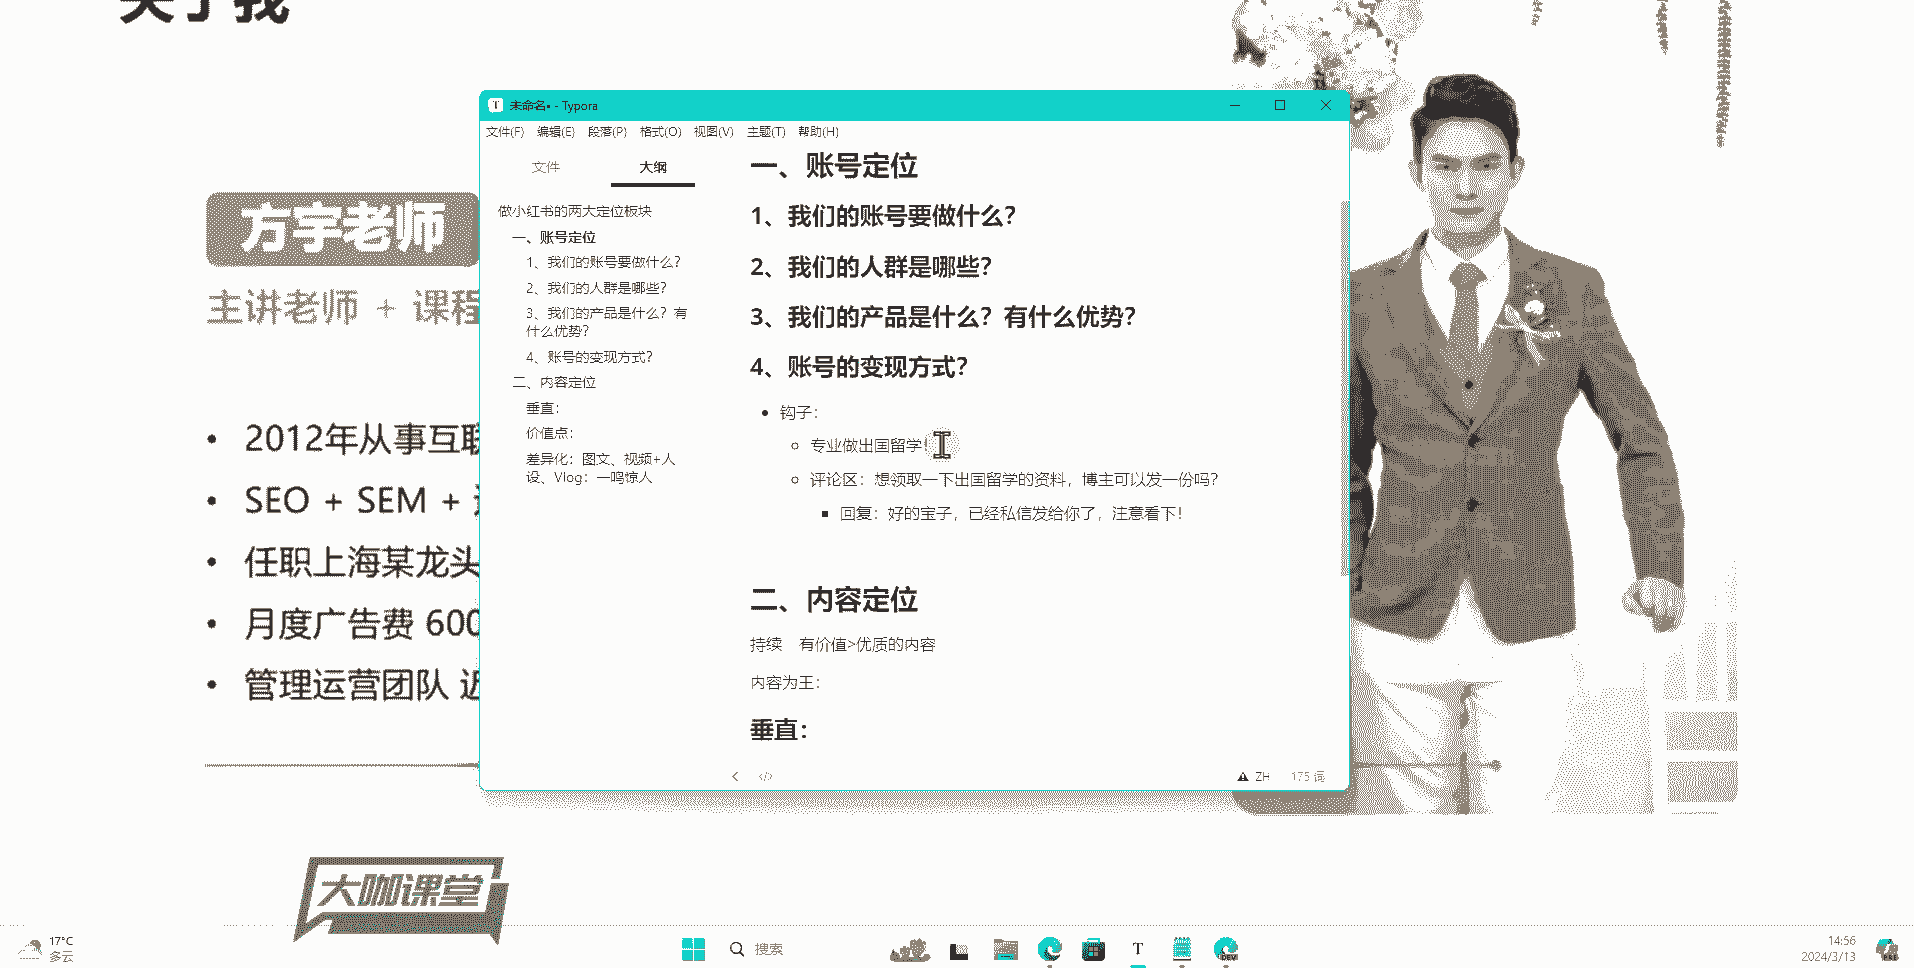 关于我
方宇老师
主讲老师 + 课程
2012年从事互联
SEO + SEM +
任职上海某龙头
月度广告费 600
管理运营团队 近
未命名• - Typora
文件(F) 编辑(E) 段落(P) 格式(O) 视图(V) 主题(T) 帮助(H)
文件 大纲
做小红书的两大定位板块
一、账号定位
1、我们的账号要做什么？
2、我们的人群是哪些？
3、我们的产品是什么？有
什么优势？
4、账号的变现方式？
二、内容定位
垂直：
价值点：
差异化：图文、视频+人
设、Vlog：一鸣惊人
一、账号定位
1、我们的账号要做什么？
2、我们的人群是哪些？
3、我们的产品是什么？有什么优势？
4、账号的变现方式？
钩子：
专业做出国留学
评论区：想领取一下出国留学的资料，博主可以发一份吗？
回复：好的宝子，已经私信发给你了，注意看下！
二、内容定位
持续 有价值>优质的内容
内容为王：
垂直：
ZH 175 词
大咖课堂
17°C
多云
搜索
DEV
14:56
2024/3/13
PRE